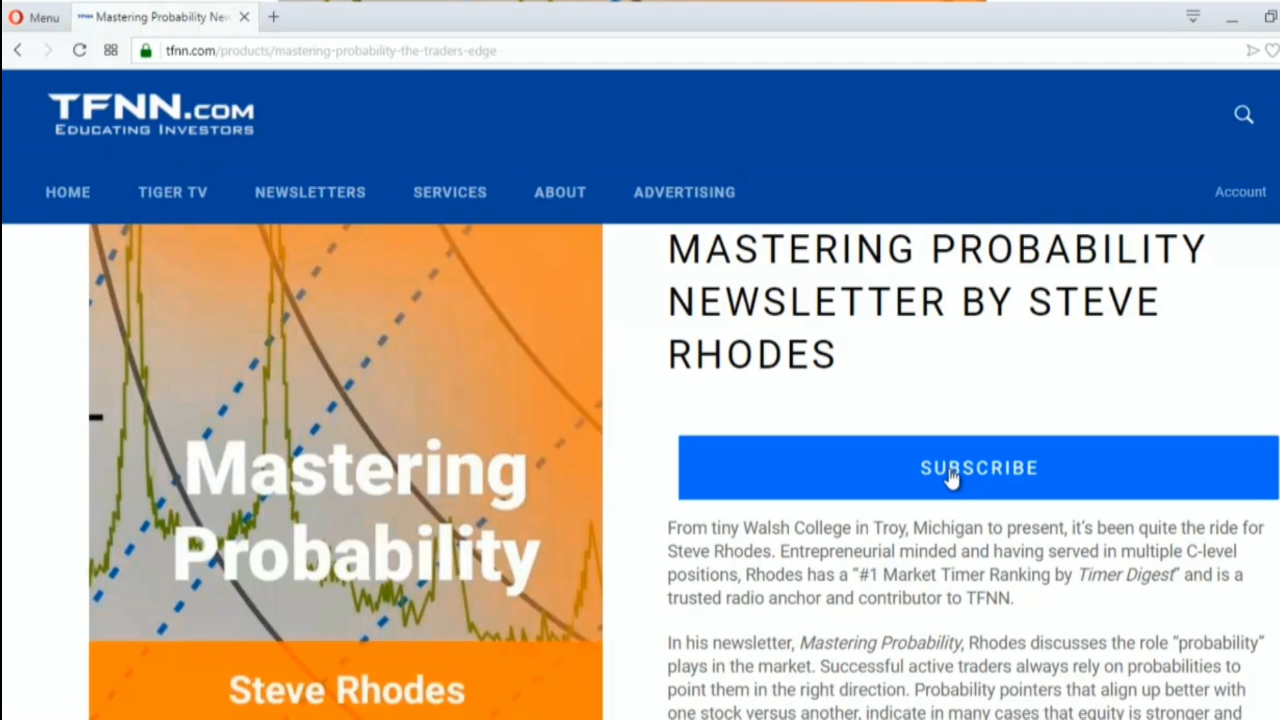 Menu
TFNN Mastering Probability New
tfnn.com/products/mastering-probability-the-traders-edge
TFNN.COM
EDUCATING INVESTORS
HOME TIGER TV NEWSLETTERS SERVICES ABOUT ADVERTISING Account
MASTERING PROBABILITY
NEWSLETTER BY STEVE
RHODES
Mastering
Probability
Steve Rhodes
SUBSCRIBE
From tiny Walsh College in Troy, Michigan to present, it's been quite the ride for
Steve Rhodes. Entrepreneurial minded and having served in multiple C-level
positions, Rhodes has a “#1 Market Timer Ranking by Timer Digest” and is a
trusted radio anchor and contributor to TFNN.
In his newsletter, Mastering Probability, Rhodes discusses the role “probability”
plays in the market. Successful active traders always rely on probabilities to
point them in the right direction. Probability pointers that align up better with
one stock versus another, indicate in many cases that equity is stronger and